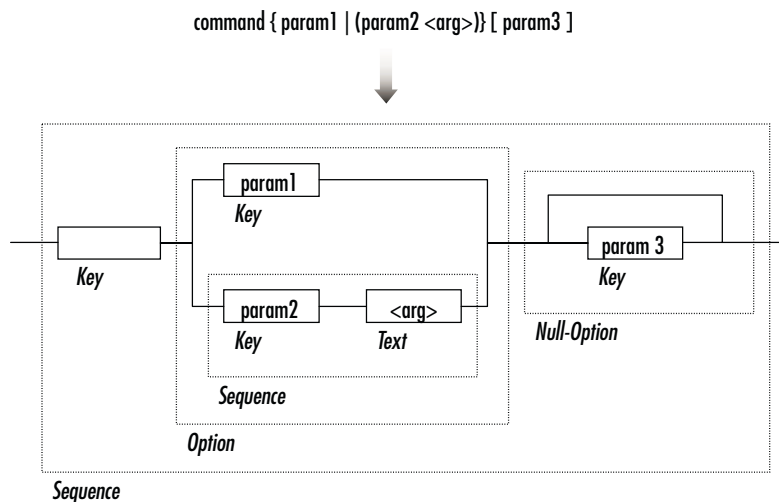 command { param1 | (param2 <arg>)} [ param3 ]
param1
Key
Key
param 3
Key
param2
<arg>
Key
Text
Null-Option
Sequence
Option
Sequence